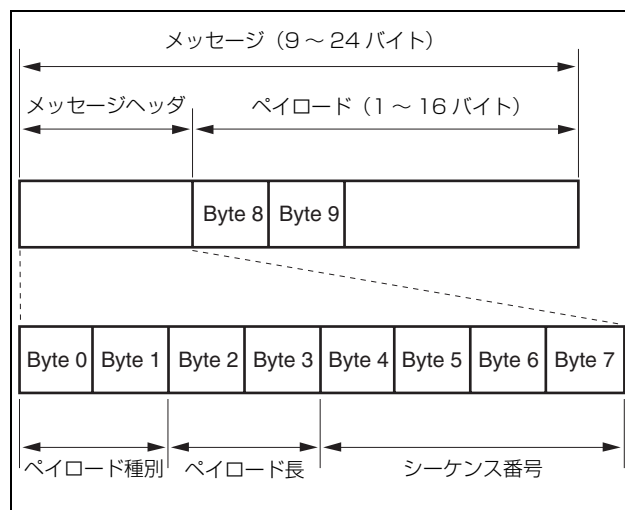 メッセージ（9～24バイト）
メッセージヘッダ
ペイロード（1～16バイト）
Byte 8
Byte 9
Byte 0
Byte 1
Byte 2
Byte 3
Byte 4
Byte 5
Byte 6
Byte 7
ペイロード種別
ペイロード長
シーケンス番号